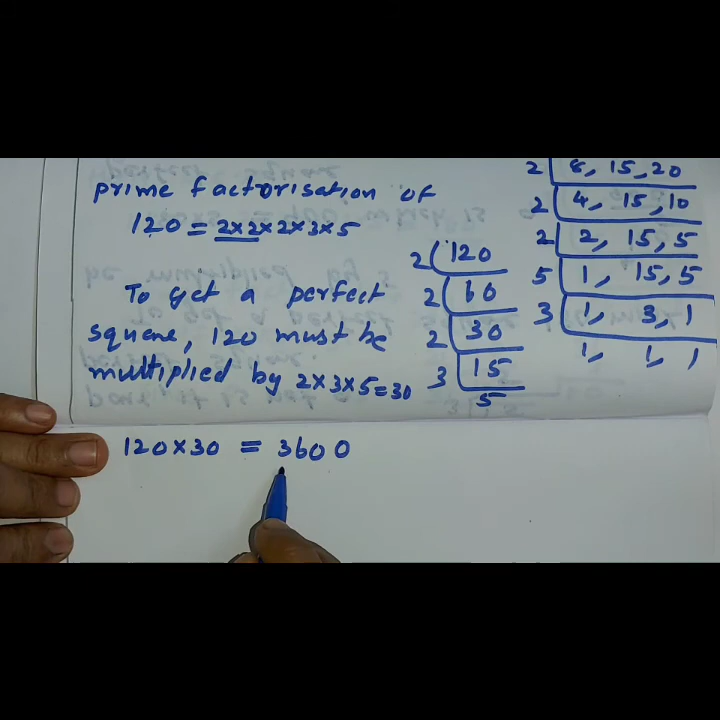 prime factorisation of
120 = 2×2×2×3×5
To get a perfect
square, 120 must be
multiplied by 2×3×5=30
2 120
2 60
2 30
3 15
5
2 8, 15, 20
2 4, 15, 10
2 2, 15, 5
5 1, 15, 5
3 1, 3, 1
1, 1, 1
120×30 = 3600